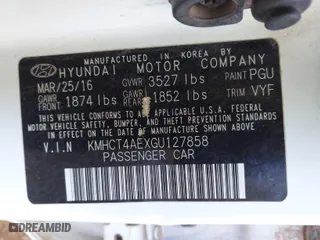 MANUFACTURED IN KOREA BY
HYUNDAI MOTOR COMPANY
MAR/25/16 GVWR 3527 lbs PAINT PGU
GAWR FRONT 1874 lbs GAWR REAR 1852 lbs TRIM VYF
THIS VEHICLE CONFORMS TO ALL APPLICABLE U.S.A. FEDERAL
MOTOR VEHICLE SAFETY, BUMPER, AND THEFT PREVENTION
STANDARDS IN EFFECT ON THE DATE OF MANUFACTURE
SHOWN ABOVE.
V.I.N KMHCT4AEXGU127858
PASSENGER CAR